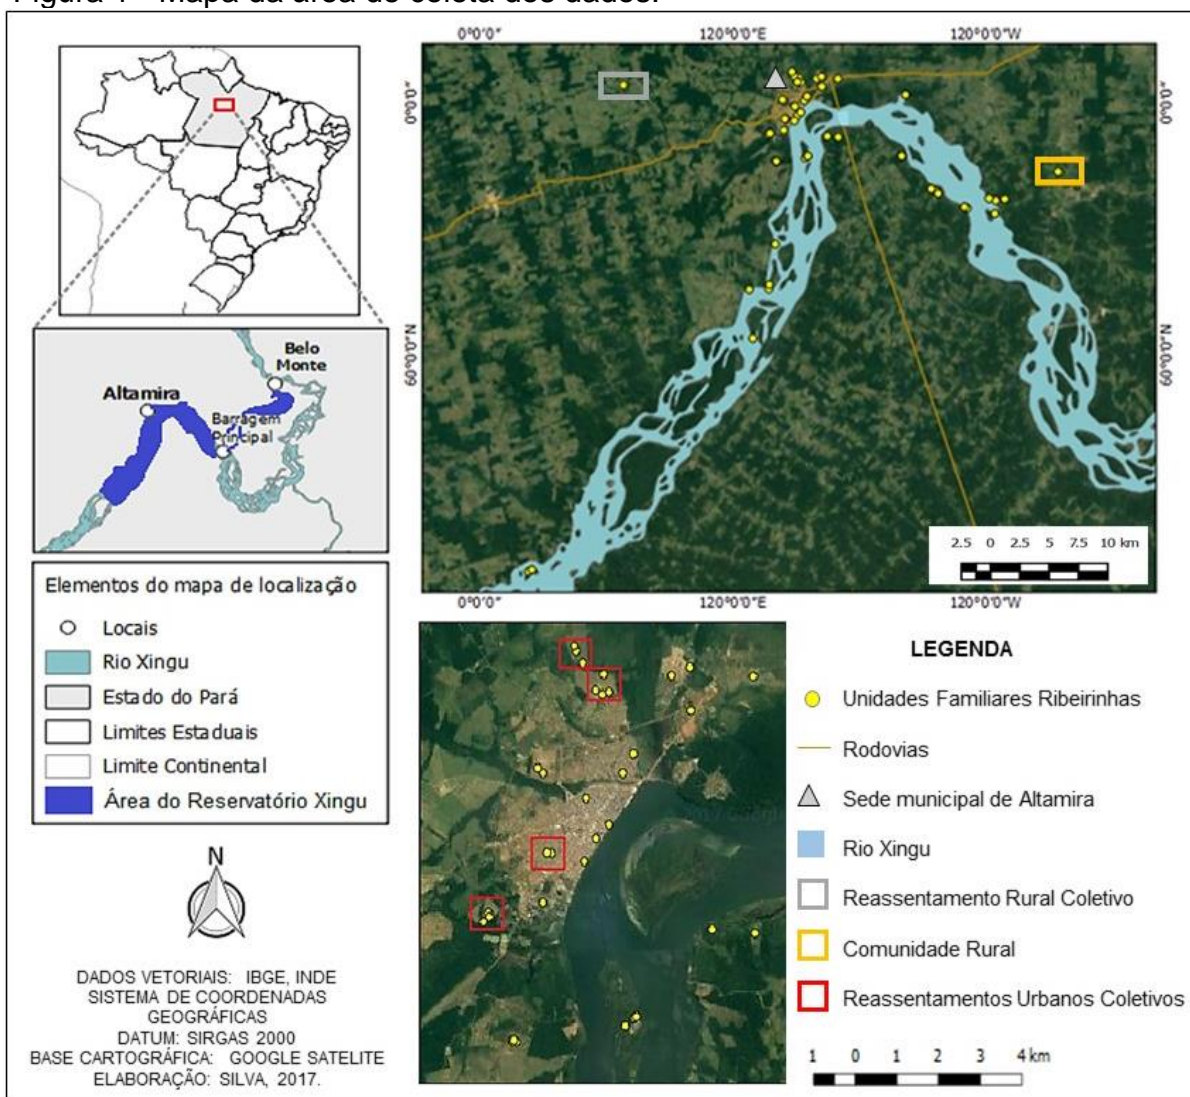 Figura 1 - Mapa da área de coleta dos dados.
0°0'0"
120°0'0"E
120°0'0"W
0°0'0"
0°0'0"
60°0'0"N
60°0'0"N
2.5 0 2.5 5 7.5 10 km
0°0'0"
120°0'0"E
120°0'0"W
Belo
Monte
Altamira
Barragem
Principal
Elementos do mapa de localização
Locais
Rio Xingu
Estado do Pará
Limites Estaduais
Limite Continental
Área do Reservatório Xingu
N
DADOS VETORIAIS: IBGE, INDE
SISTEMA DE COORDENADAS
GEOGRÁFICAS
DATUM: SIRGAS 2000
BASE CARTOGRÁFICA: GOOGLE SATELITE
ELABORAÇÃO: SILVA, 2017.
LEGENDA
Unidades Familiares Ribeirinhas
Rodovias
Sede municipal de Altamira
Rio Xingu
Reassentamento Rural Coletivo
Comunidade Rural
Reassentamentos Urbanos Coletivos
1 0 1 2 3 4 km